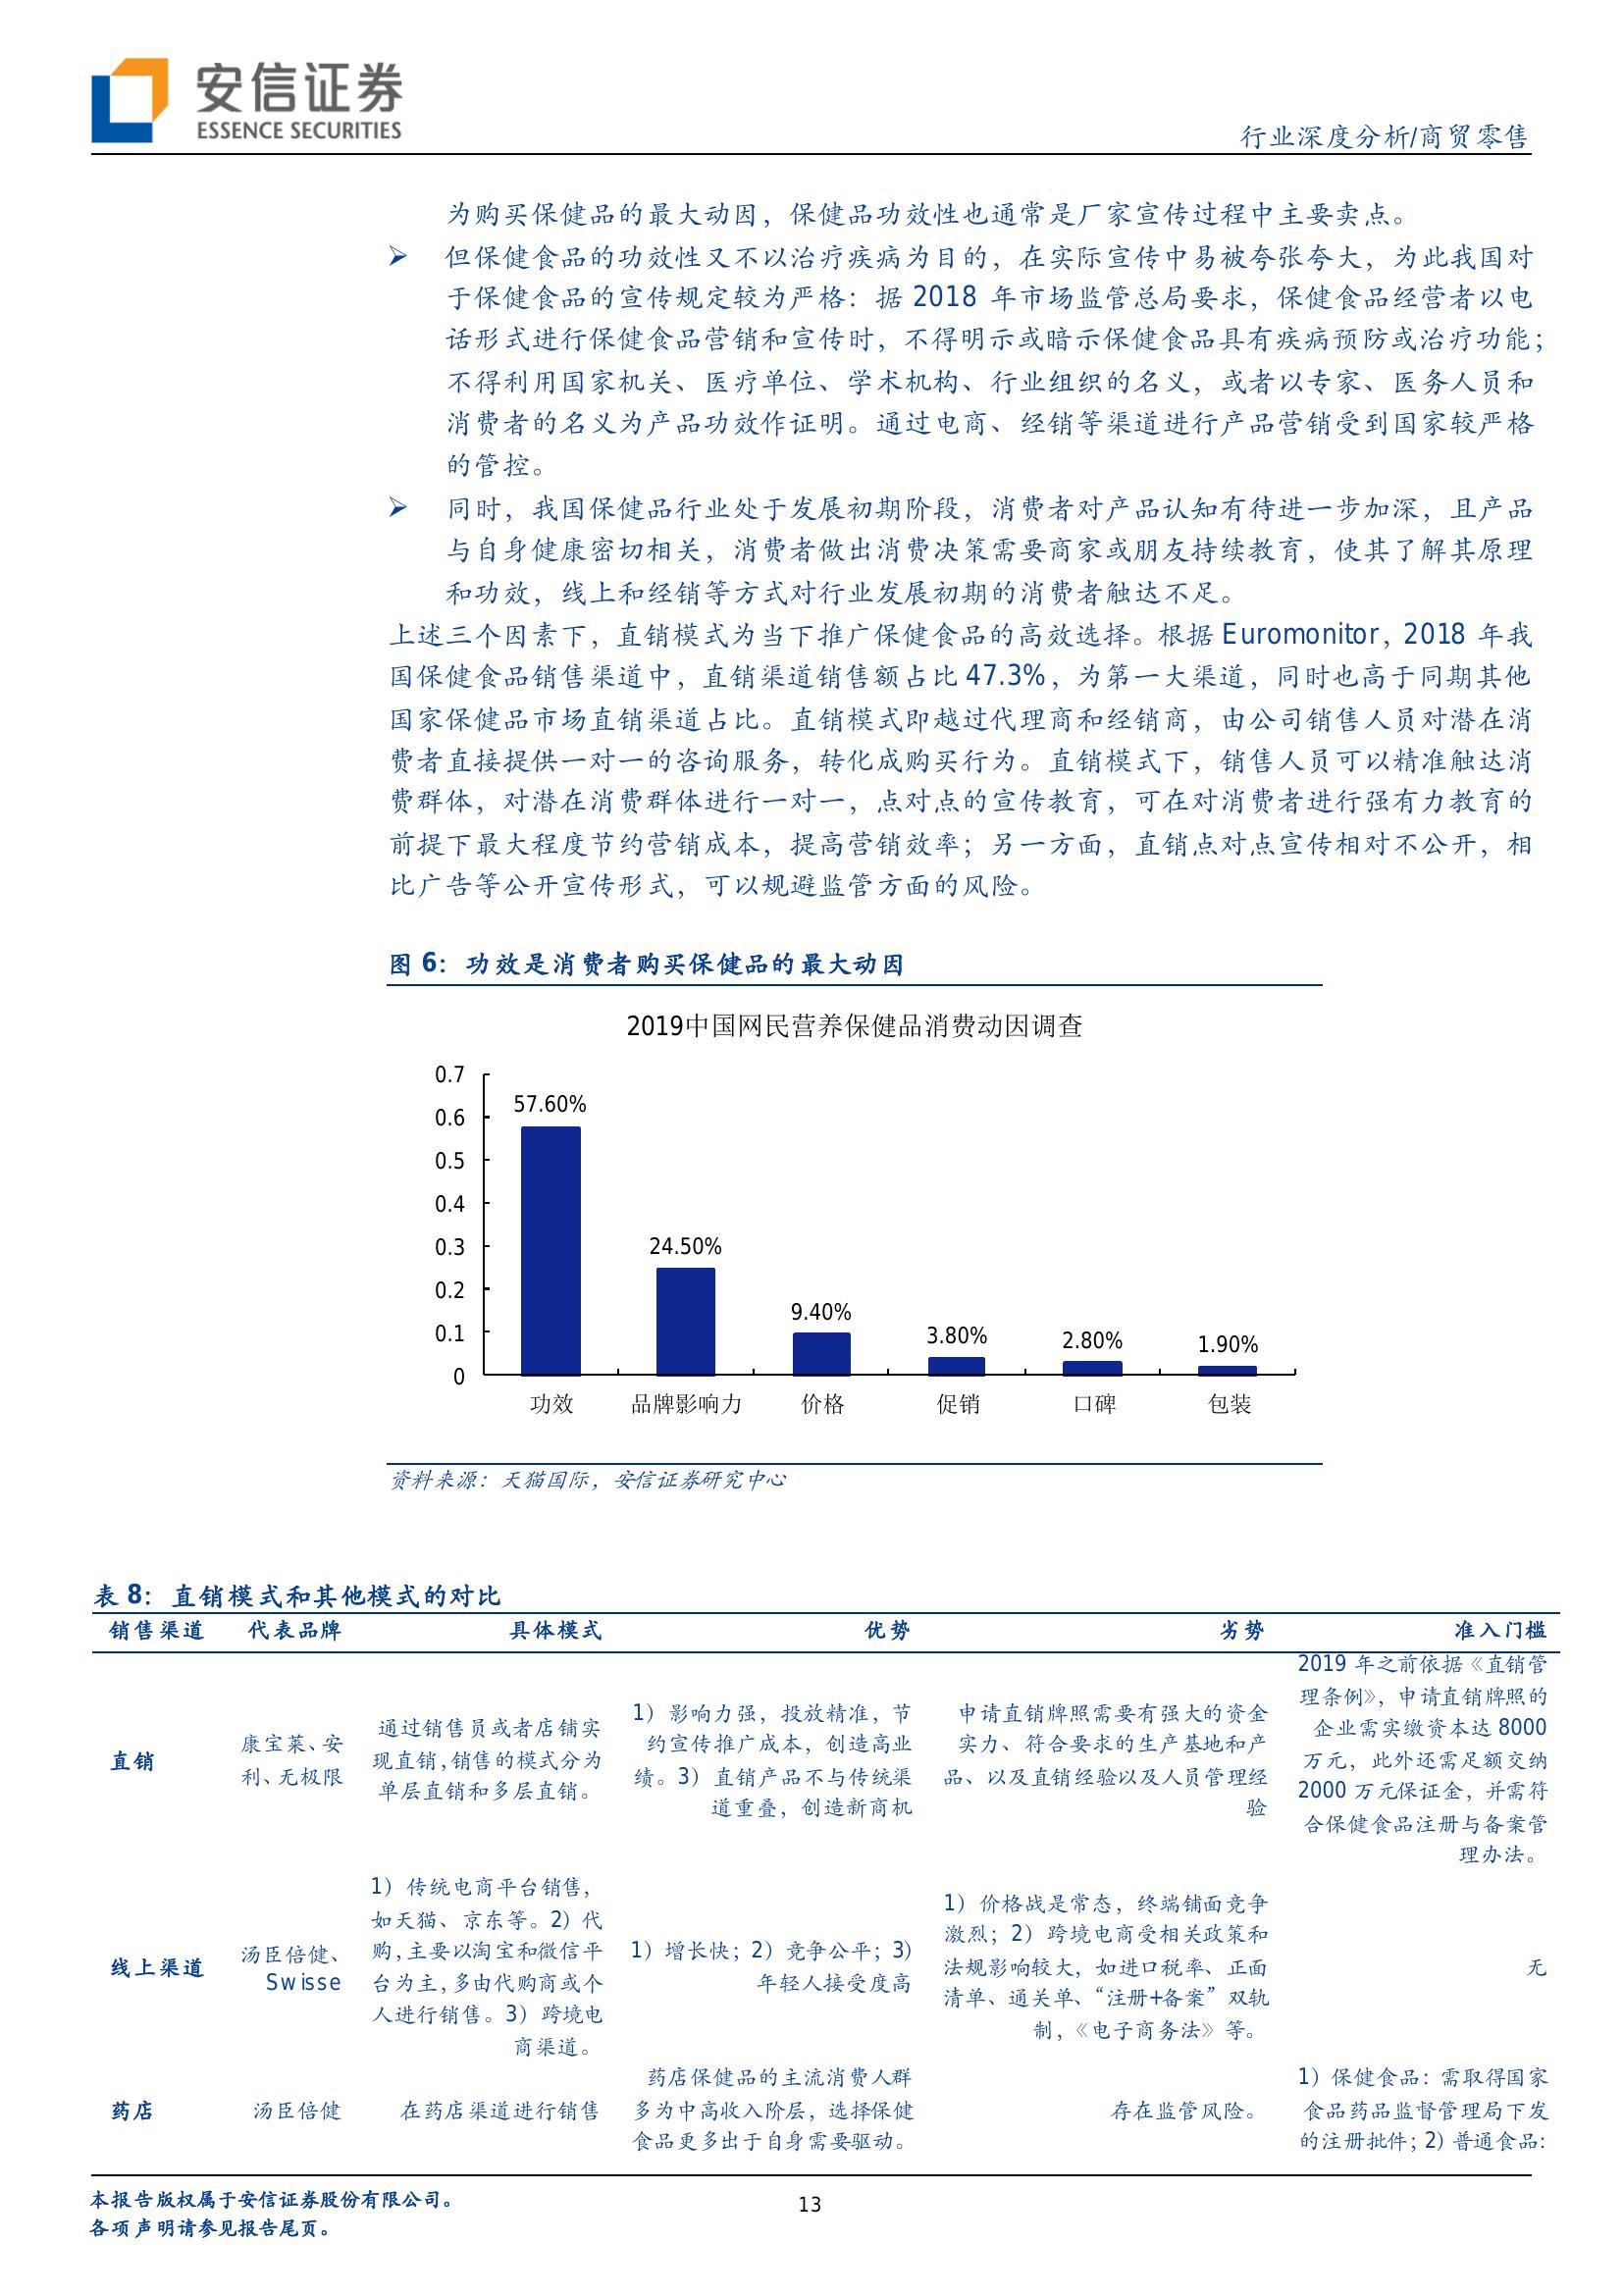 安信证券
ESSENCE SECURITIES
行业深度分析/商贸零售
为购买保健品的最大动因，保健品功效性也通常是厂家宣传过程中主要卖点。
➢ 但保健食品的功效性又不以治疗疾病为目的，在实际宣传中易被夸张夸大，为此我国对
于保健食品的宣传规定较为严格：据 2018 年市场监管总局要求，保健食品经营者以电
话形式进行保健食品营销和宣传时，不得明示或暗示保健食品具有疾病预防或治疗功能；
不得利用国家机关、医疗单位、学术机构、行业组织的名义，或者以专家、医务人员和
消费者的名义为产品功效作证明。通过电商、经销等渠道进行产品营销受到国家较严格
的管控。
➢ 同时，我国保健品行业处于发展初期阶段，消费者对产品认知有待进一步加深，且产品
与自身健康密切相关，消费者做出消费决策需要商家或朋友持续教育，使其了解其原理
和功效，线上和经销等方式对行业发展初期的消费者触达不足。
上述三个因素下，直销模式为当下推广保健食品的高效选择。根据 Euromonitor，2018 年我
国保健食品销售渠道中，直销渠道销售额占比 47.3%，为第一大渠道，同时也高于同期其他
国家保健品市场直销渠道占比。直销模式即越过代理商和经销商，由公司销售人员对潜在消
费者直接提供一对一的咨询服务，转化成购买行为。直销模式下，销售人员可以精准触达消
费群体，对潜在消费群体进行一对一，点对点的宣传教育，可在对消费者进行强有力教育的
前提下最大程度节约营销成本，提高营销效率；另一方面，直销点对点宣传相对不公开，相
比广告等公开宣传形式，可以规避监管方面的风险。
图 6：功效是消费者购买保健品的最大动因
2019中国网民营养保健品消费动因调查
0.7
0.6
0.5
0.4
0.3
0.2
0.1
0
57.60%
24.50%
9.40%
3.80%
2.80%
1.90%
功效 品牌影响力 价格 促销 口碑 包装
资料来源：天猫国际，安信证券研究中心
表 8：直销模式和其他模式的对比
销售渠道 代表品牌 具体模式 优势 劣势 准入门槛
直销
康宝莱、安
利、无极限
通过销售员或者店铺实
现直销，销售的模式分为
单层直销和多层直销。
1）影响力强，投放精准，节
约宣传推广成本，创造高业
绩。3）直销产品不与传统渠
道重叠，创造新商机
申请直销牌照需要有强大的资金
实力、符合要求的生产基地和产
品、以及直销经验以及人员管理经
验
2019 年之前依据《直销管
理条例》，申请直销牌照的
企业需实缴资本达 8000
万元，此外还需足额交纳
2000 万元保证金，并需符
合保健食品注册与备案管
理办法。
线上渠道
汤臣倍健、
Swisse
1）传统电商平台销售，
如天猫、京东等。2）代
购，主要以淘宝和微信平
台为主，多由代购商或个
人进行销售。3）跨境电
商渠道。
1）增长快；2）竞争公平；3）
年轻人接受度高
1）价格战是常态，终端铺面竞争
激烈；2）跨境电商受相关政策和
法规影响较大，如进口税率、正面
清单、通关单、“注册+备案”双轨
制，《电子商务法》等。
无
药店
汤臣倍健
在药店渠道进行销售
药店保健品的主流消费人群
多为中高收入阶层，选择保健
食品更多出于自身需要驱动。
存在监管风险。
1）保健食品：需取得国家
食品药品监督管理局下发
的注册批件；2）普通食品：
本报告版权属于安信证券股份有限公司。
各项声明请参见报告尾页。
13